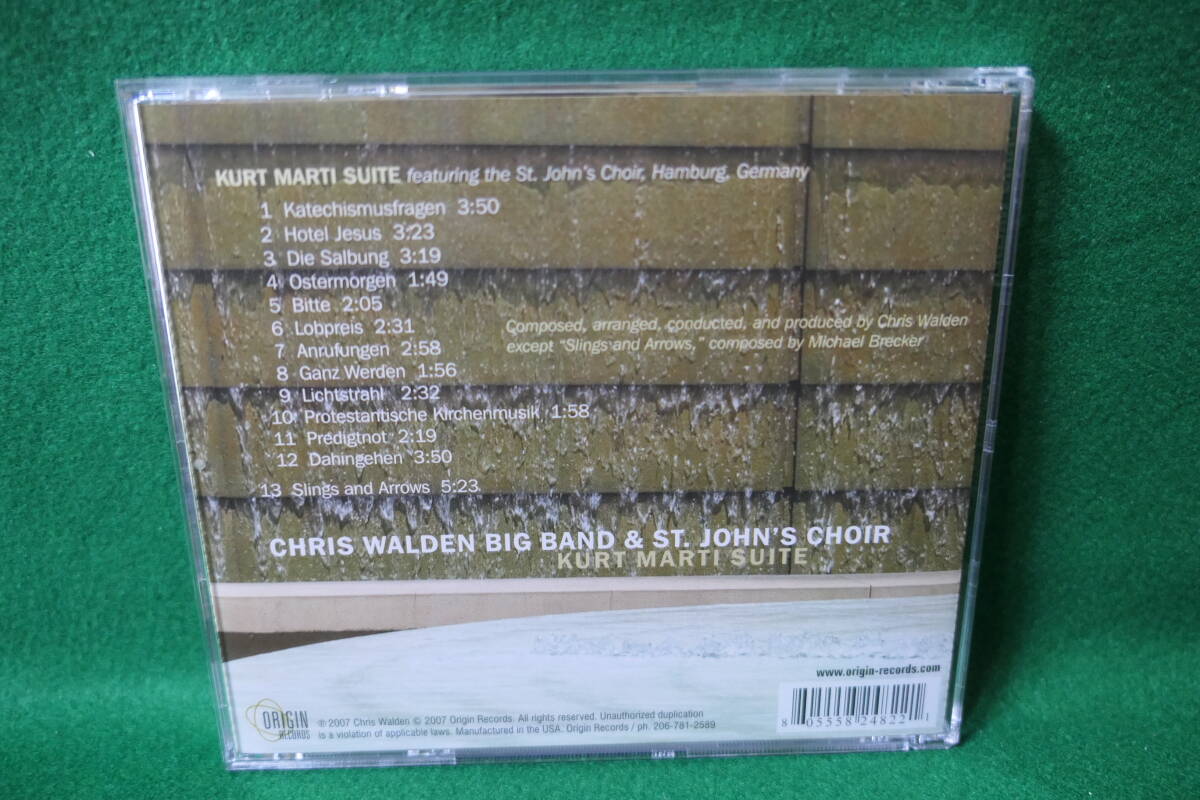 KURT MARTI SUITE featuring the St. John's Choir, Hamburg, Germany
1 Katechismusfragen 3:50
2 Hotel Jesus 3:23
3 Die Salbung 3:19
4 Ostermorgen 1:49
5 Bitte 2:05
6 Lobpreis 2:31
7 Anrufungen 2:58
8 Ganz Werden 1:56
9 Lichtstrahl 2:32
10 Protestantische Kirchenmusik 1:58
11 Predigtnot 2:19
12 Dahingehen 3:50
13 Slings and Arrows 5:23
Composed, arranged, conducted, and produced by Chris Walden
except "Slings and Arrows," composed by Michael Brecker
CHRIS WALDEN BIG BAND & ST. JOHN'S CHOIR
KURT MARTI SUITE
www.origin-records.com
ORIGIN
RECORDS
℗ 2007 Chris Walden © 2007 Origin Records. All rights reserved. Unauthorized duplication
is a violation of applicable laws. Manufactured in the USA. Origin Records / ph. 206-781-2589
8 05558 24822 1